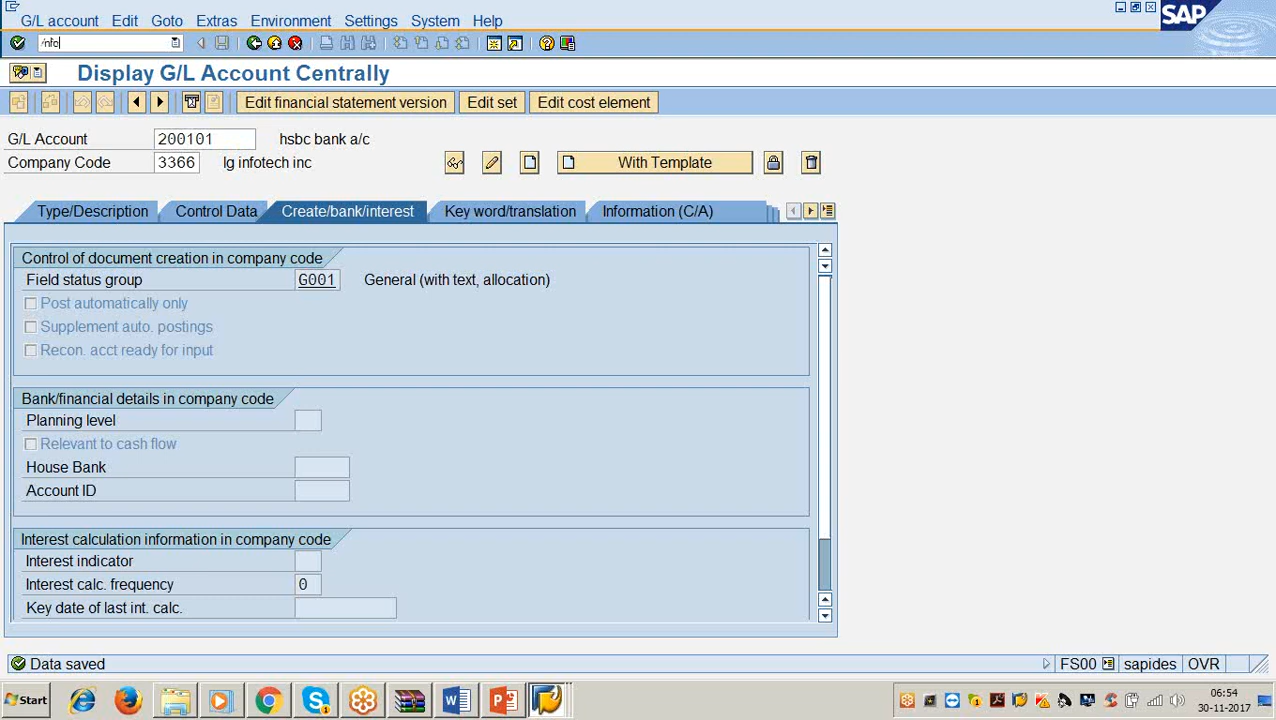 G/L account Edit Goto Extras Environment Settings System Help
SAP
/nfc
Display G/L Account Centrally
Edit financial statement version Edit set Edit cost element
G/L Account 200101 hsbc bank a/c
Company Code 3366 lg infotech inc With Template
Type/Description Control Data Create/bank/interest Key word/translation Information (C/A)
Control of document creation in company code
Field status group G001 General (with text, allocation)
Post automatically only
Supplement auto. postings
Recon. acct ready for input
Bank/financial details in company code
Planning level
Relevant to cash flow
House Bank
Account ID
Interest calculation information in company code
Interest indicator
Interest calc. frequency 0
Key date of last int. calc.
Data saved FS00 sapides OVR
Start 06:54
30-11-2017